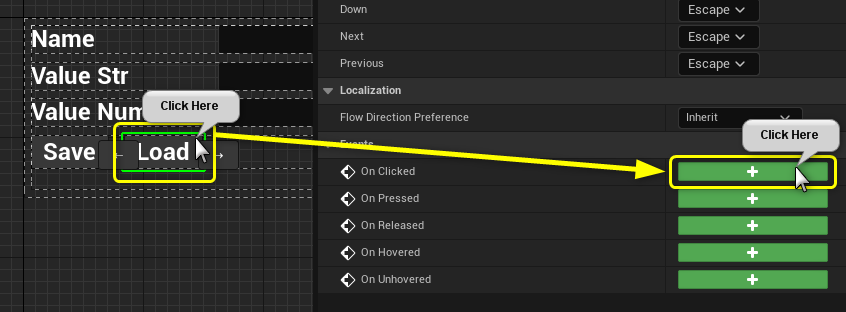 Name
Value Str
Value Num
Click Here
Save
← Load →
Down
Escape
Next
Escape
Previous
Escape
Localization
Flow Direction Preference
Inherit
Events
Click Here
On Clicked
On Pressed
On Released
On Hovered
On Unhovered